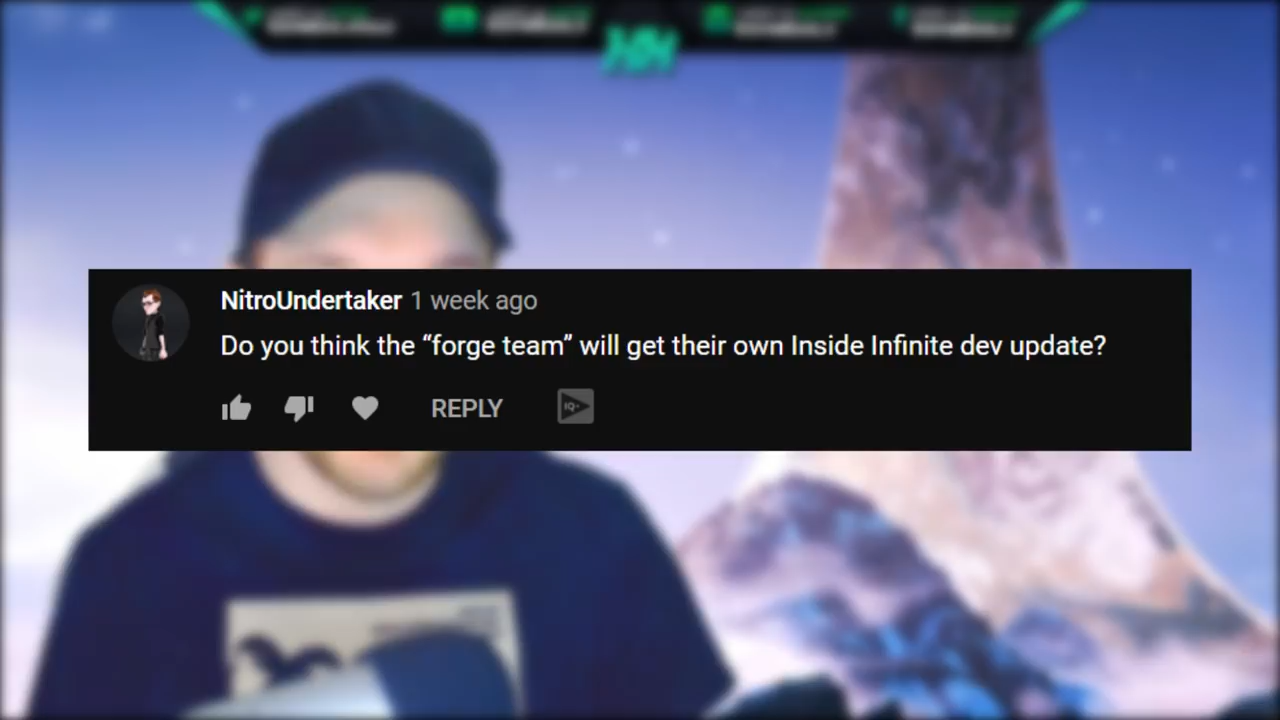 NitroUndertaker 1 week ago
Do you think the “forge team” will get their own Inside Infinite dev update?
REPLY
IQ